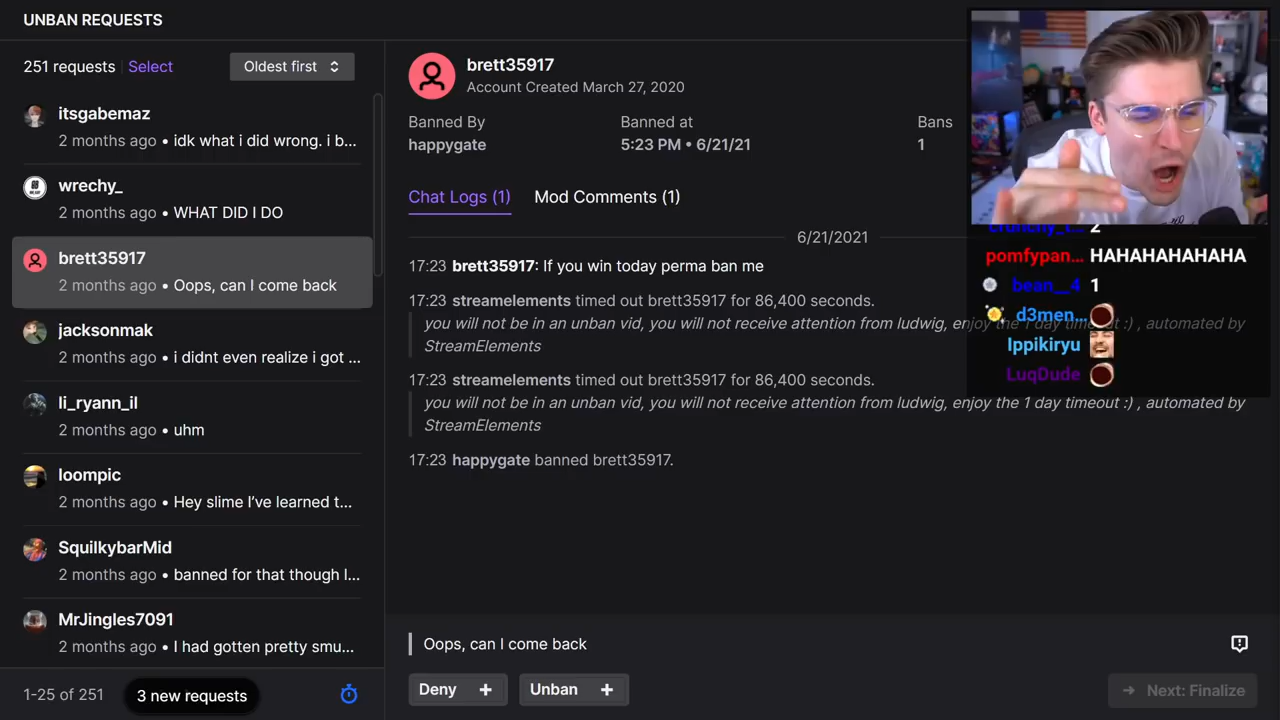 UNBAN REQUESTS
251 requests
Select
Oldest first
itsgabemaz
2 months ago • idk what i did wrong. i b...
wrechy_
2 months ago • WHAT DID I DO
brett35917
2 months ago • Oops, can I come back
jacksonmak
2 months ago • i didnt even realize i got ...
li_ryann_il
2 months ago • uhm
loompic
2 months ago • Hey slime I've learned t...
SquilkybarMid
2 months ago • banned for that though I...
MrJingles7091
2 months ago • I had gotten pretty smu...
1-25 of 251
3 new requests
brett35917
Account Created March 27, 2020
Banned By
happygate
Banned at
5:23 PM • 6/21/21
Bans
1
Chat Logs (1)
Mod Comments (1)
6/21/2021
17:23 brett35917: If you win today perma ban me
17:23 streamelements timed out brett35917 for 86,400 seconds.
you will not be in an unban vid, you will not receive attention from ludwig, enjoy the 1 day timeout :) , automated by
StreamElements
17:23 streamelements timed out brett35917 for 86,400 seconds.
you will not be in an unban vid, you will not receive attention from ludwig, enjoy the 1 day timeout :) , automated by
StreamElements
17:23 happygate banned brett35917.
Oops, can I come back
Deny +
Unban +
Next: Finalize
2
pomfypan... HAHAHAHAHAHA
bean__4 1
d3men...
Ippikiryu
LuqDude